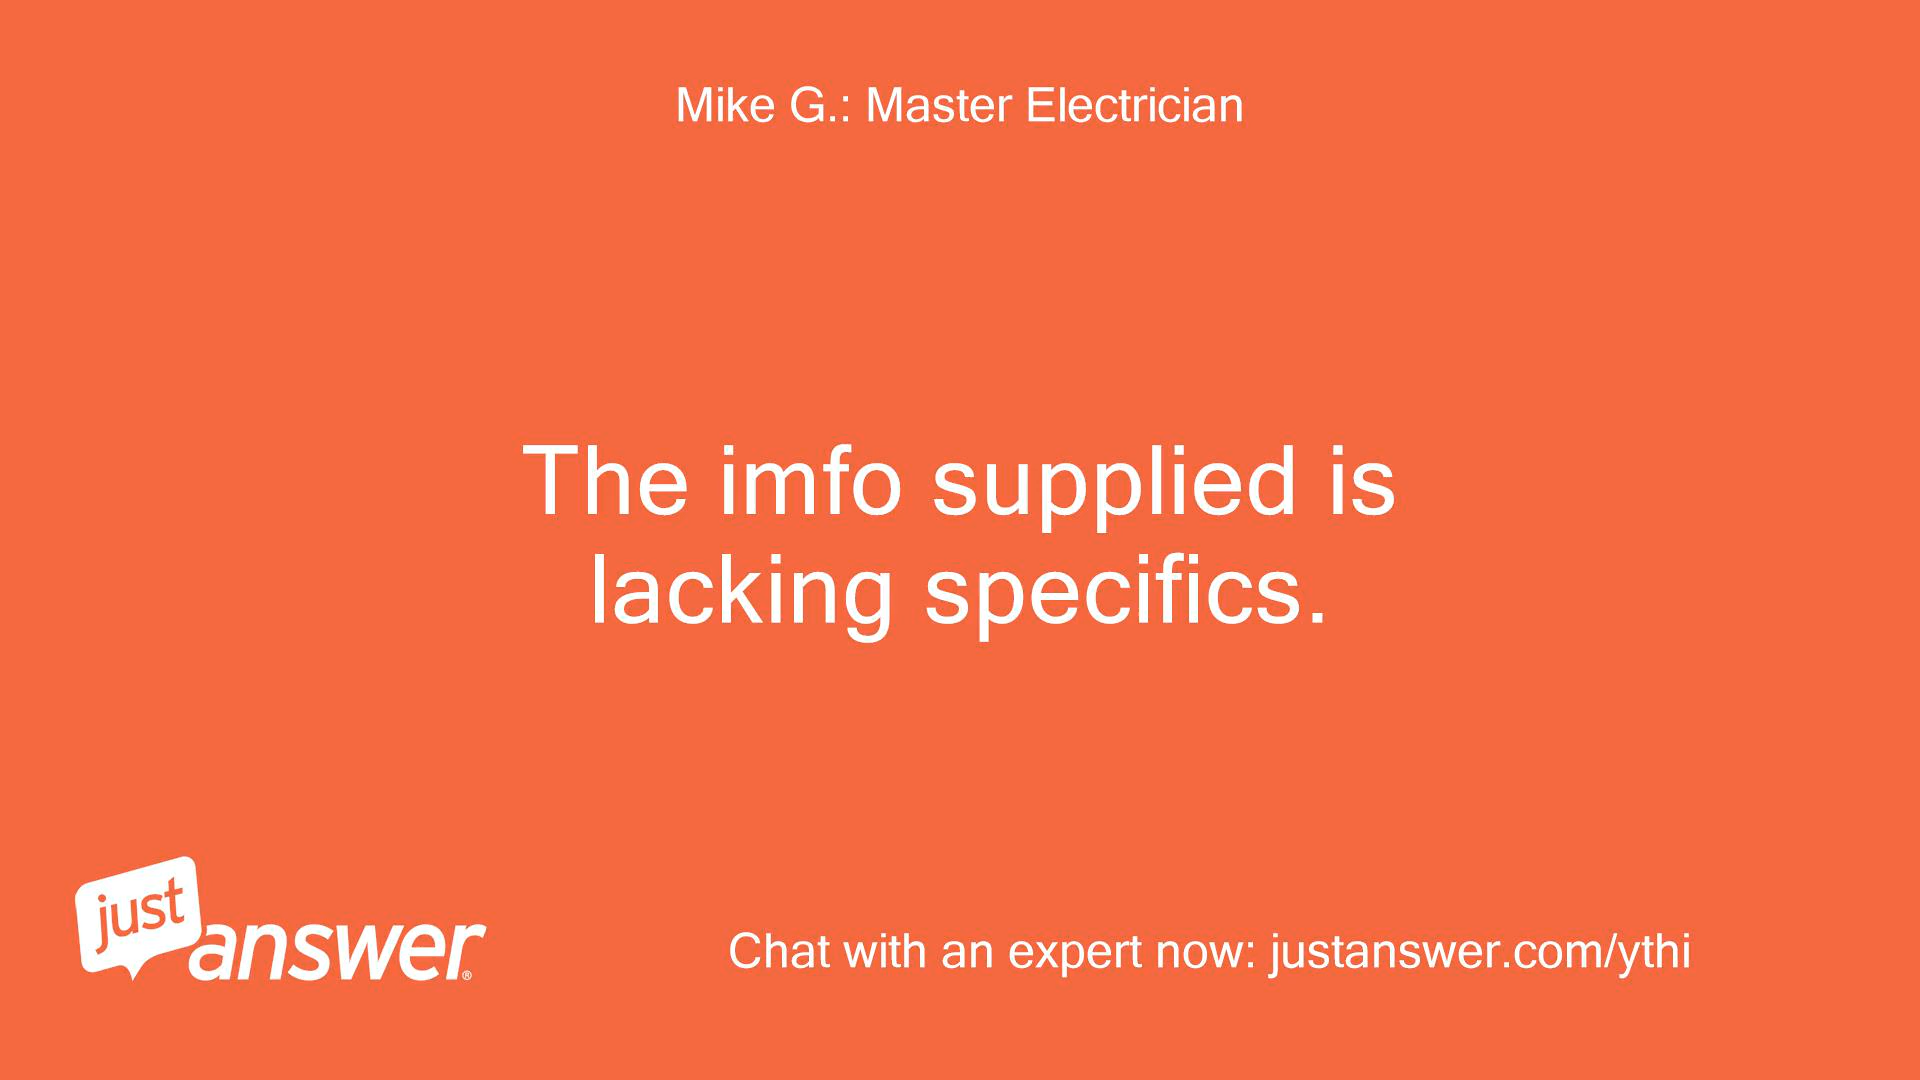 Mike G.: Master Electrician
The imfo supplied is
lacking specifics.
just
answer®
Chat with an expert now: justanswer.com/ythi